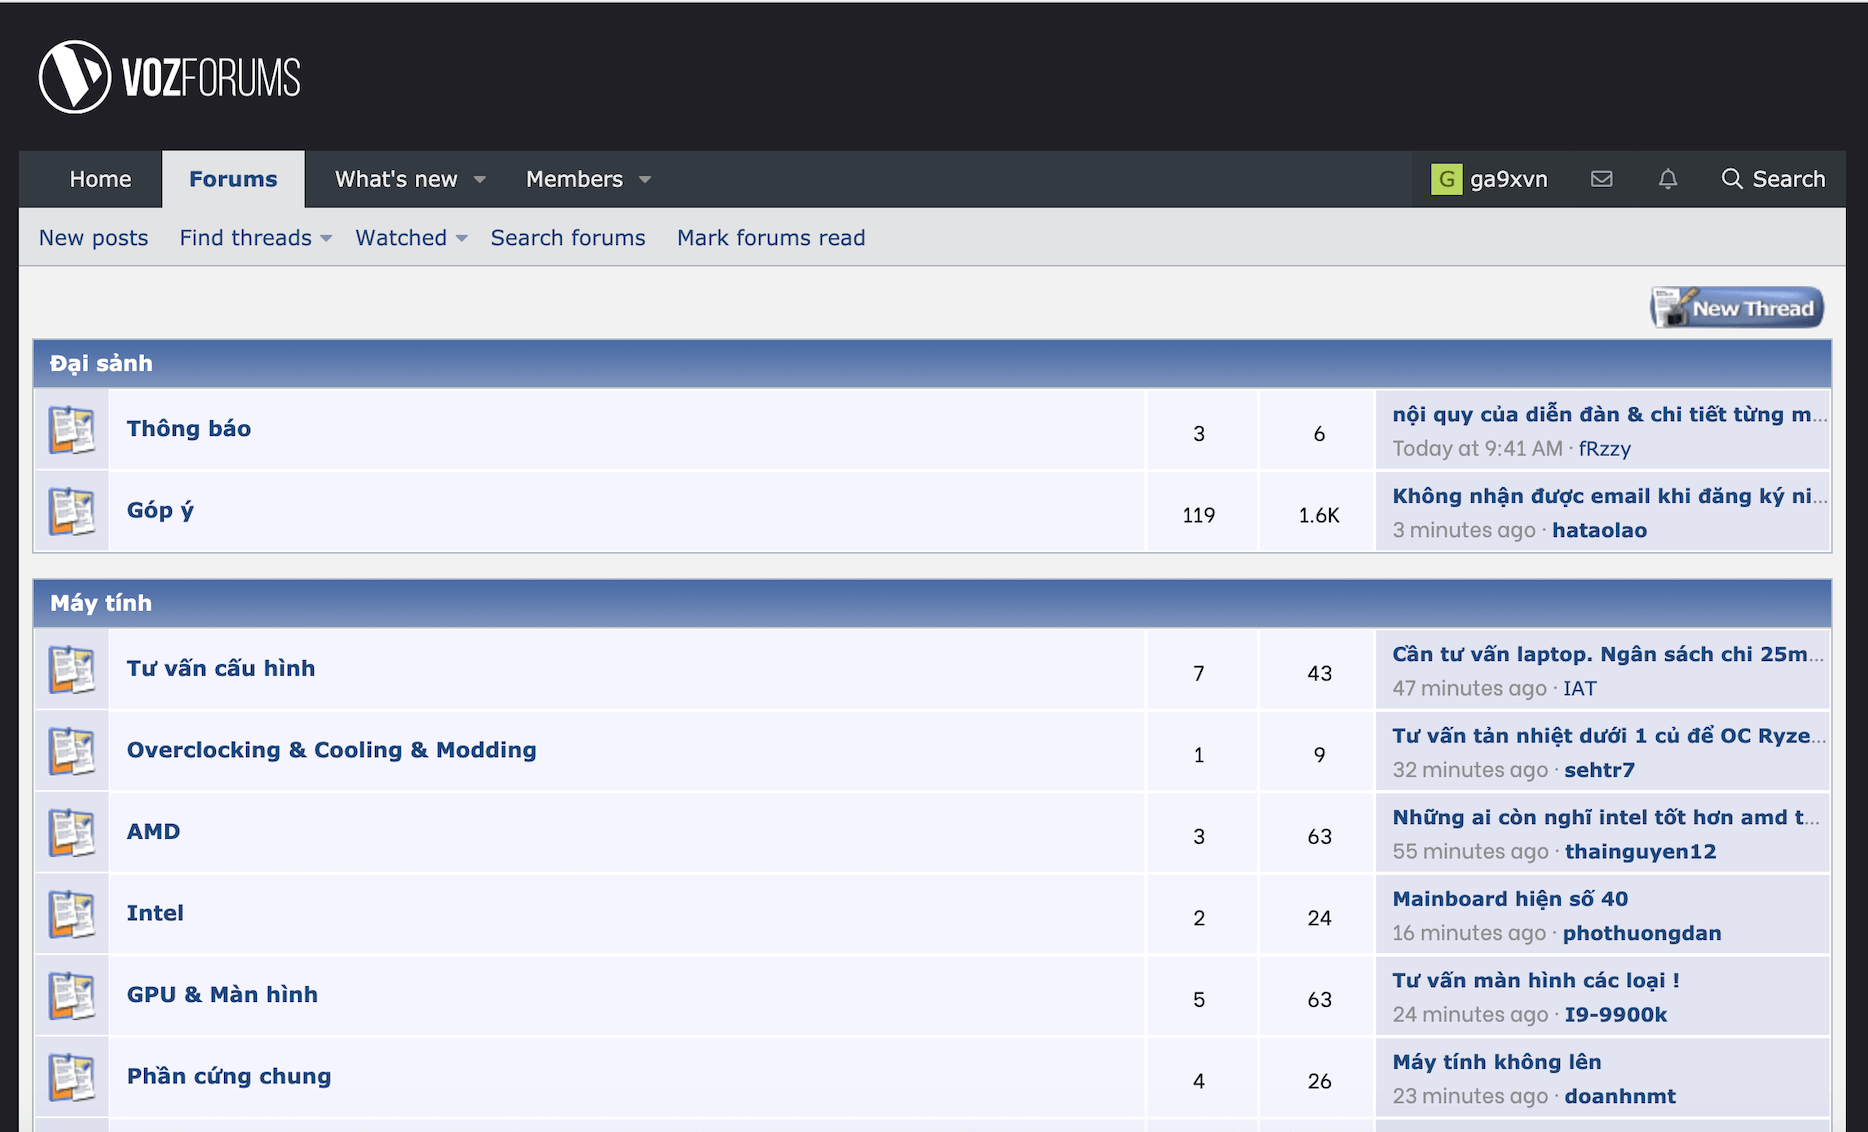 VOZFORUMS
Home Forums What's new Members G ga9xvn Search
New posts Find threads Watched Search forums Mark forums read
New Thread
Đại sảnh
Thông báo 3 6 nội quy của diễn đàn & chi tiết từng m...
Today at 9:41 AM · fRzzy
Góp ý 119 1.6K Không nhận được email khi đăng ký ni...
3 minutes ago · hataolao
Máy tính
Tư vấn cấu hình 7 43 Cần tư vấn laptop. Ngân sách chi 25m...
47 minutes ago · IAT
Overclocking & Cooling & Modding 1 9 Tư vấn tản nhiệt dưới 1 củ để OC Ryze...
32 minutes ago · sehtr7
AMD 3 63 Những ai còn nghĩ intel tốt hơn amd t...
55 minutes ago · thainguyen12
Intel 2 24 Mainboard hiện số 40
16 minutes ago · phothuongdan
GPU & Màn hình 5 63 Tư vấn màn hình các loại !
24 minutes ago · I9-9900k
Phần cứng chung 4 26 Máy tính không lên
23 minutes ago · doanhnmt